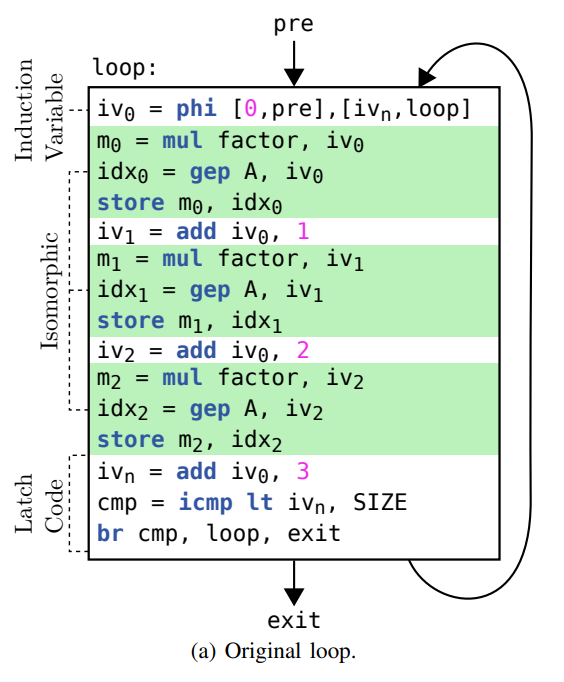 pre
loop:
Induction
Variable
iv₀ = phi [0,pre],[ivₙ,loop]
m₀ = mul factor, iv₀
idx₀ = gep A, iv₀
store m₀, idx₀
iv₁ = add iv₀, 1
Isomorphic
m₁ = mul factor, iv₁
idx₁ = gep A, iv₁
store m₁, idx₁
iv₂ = add iv₀, 2
m₂ = mul factor, iv₂
idx₂ = gep A, iv₂
store m₂, idx₂
Latch
Code
ivₙ = add iv₀, 3
cmp = icmp lt ivₙ, SIZE
br cmp, loop, exit
exit
(a) Original loop.